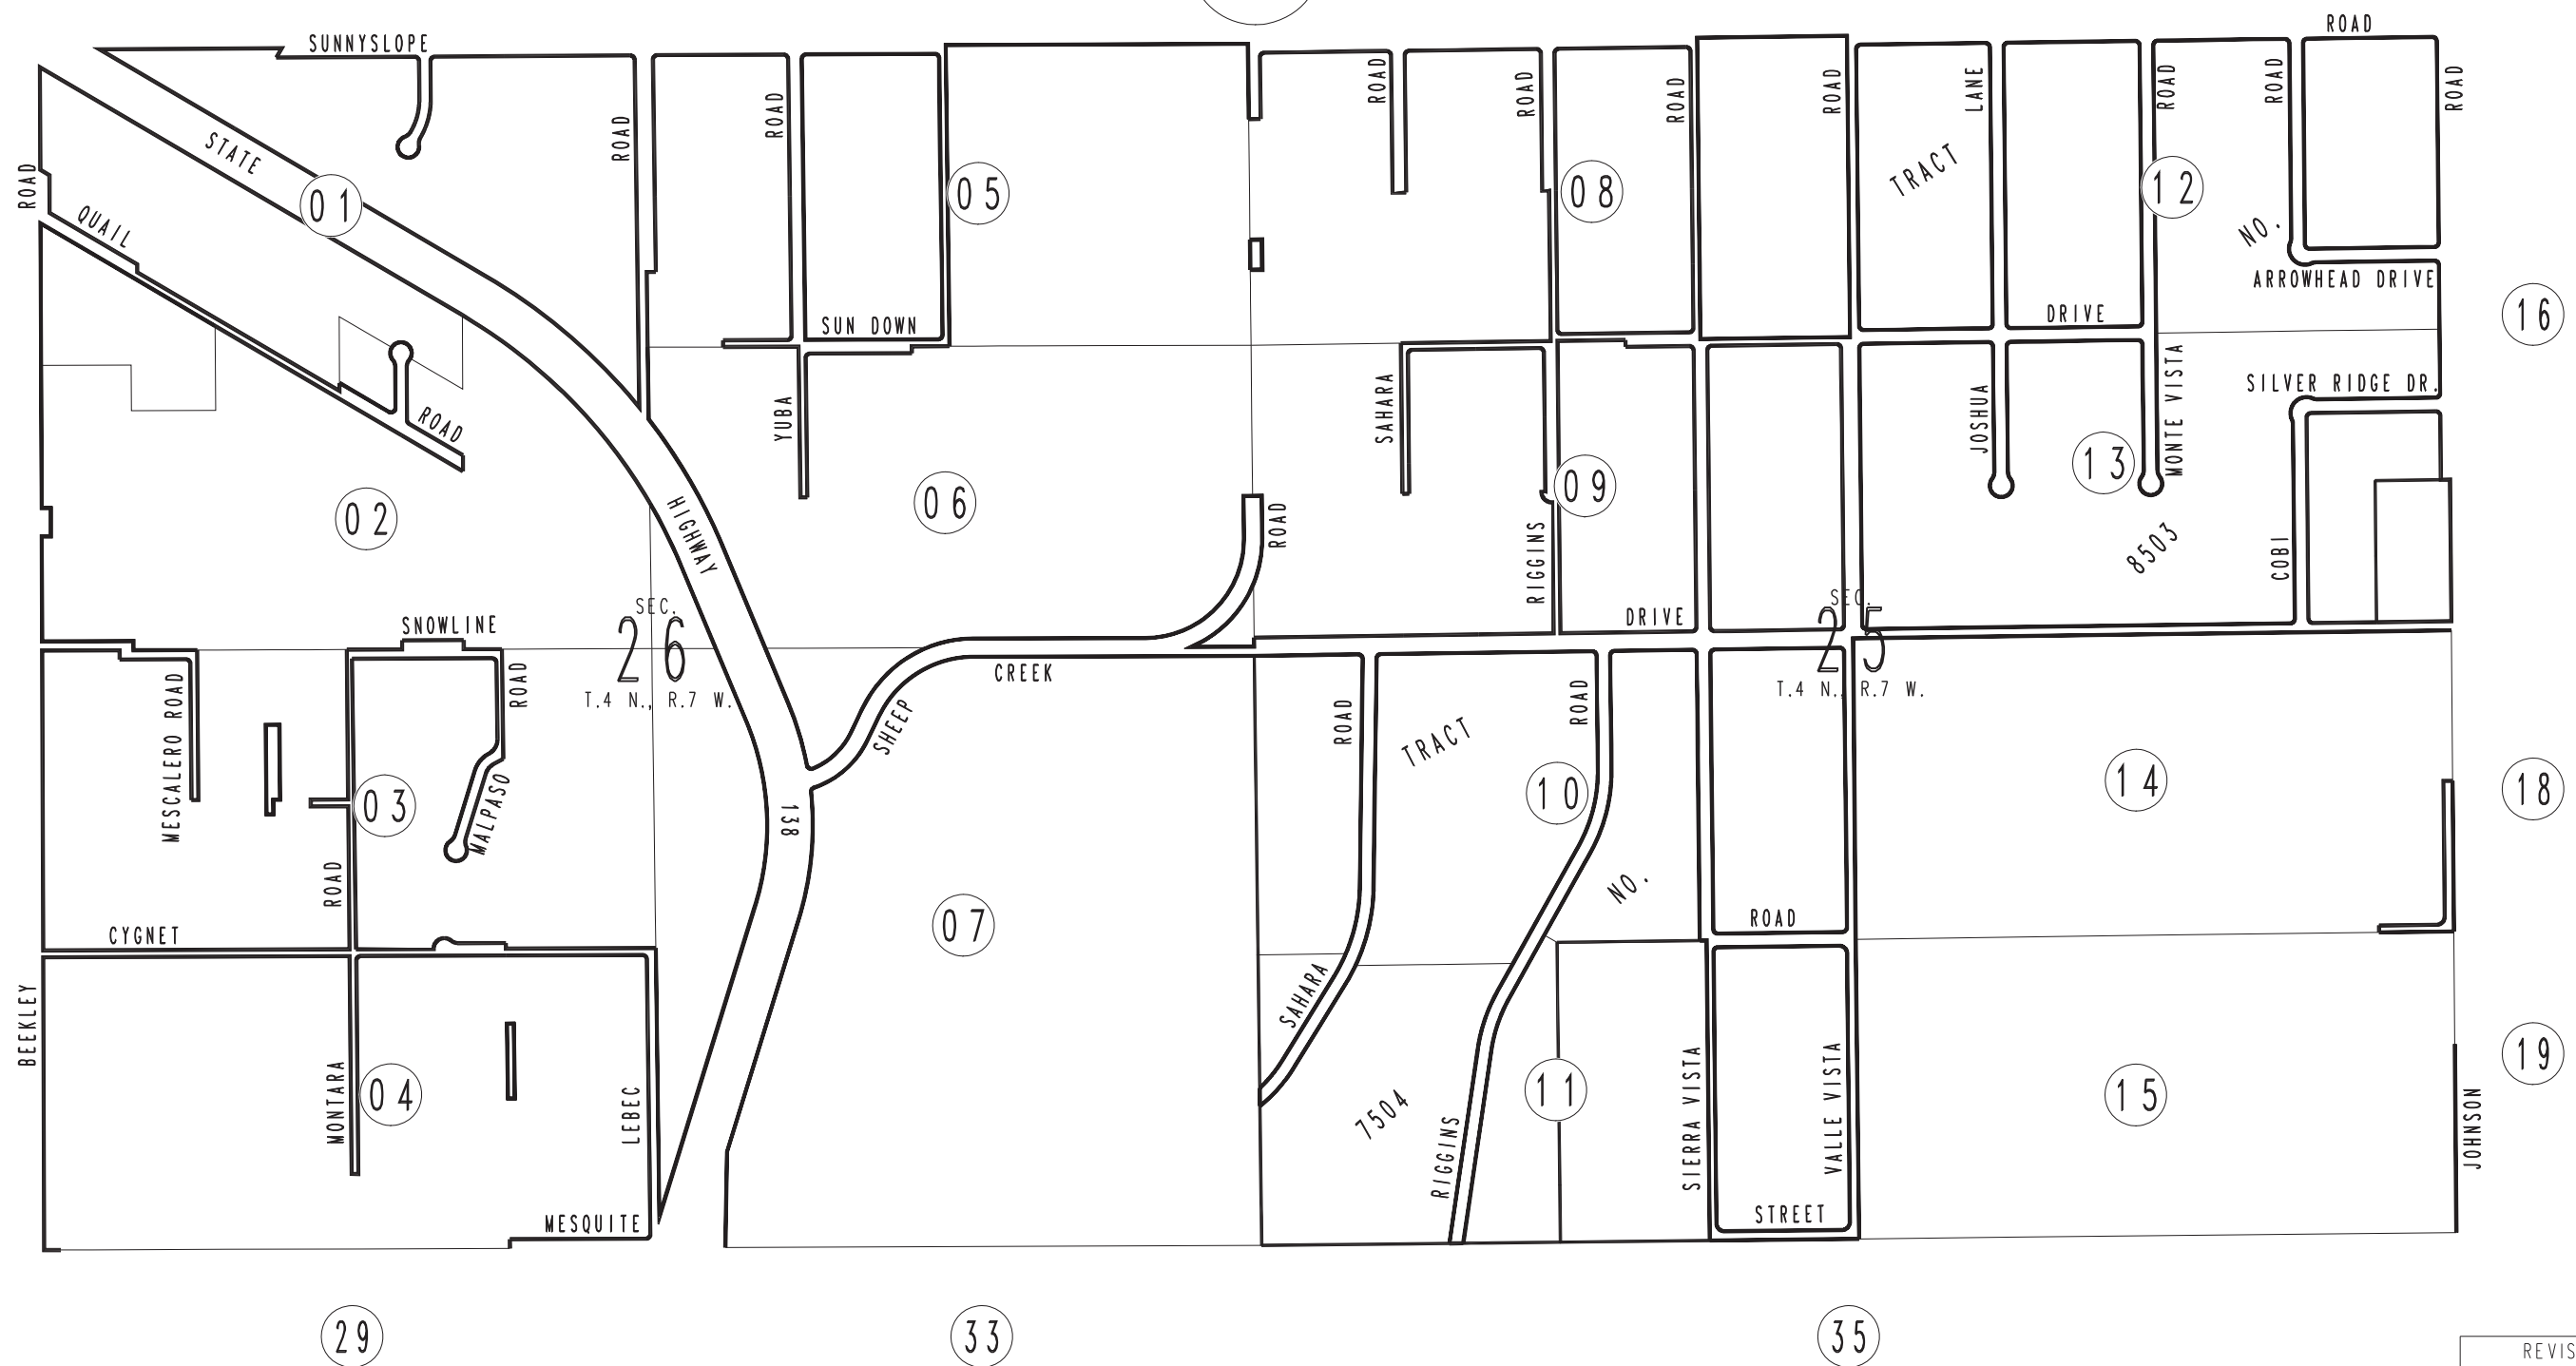 SUNNYSLOPE
ROAD
ROAD
ROAD
ROAD
ROAD
ROAD
ROAD
LANE
ROAD
ROAD
ROAD
STATE
ROAD
01
05
08
TRACT
12
QUAIL
NO.
ARROWHEAD DRIVE
SUN DOWN
DRIVE
16
ROAD
YUBA
SAHARA
JOSHUA
MONTE VISTA
SILVER RIDGE DR.
02
HIGHWAY
06
ROAD
09
13
RIGGINS
8503
COBI
SNOWLINE
SEC.
26
T.4 N., R.7 W.
DRIVE
SEC.
25
T.4 N., R.7 W.
CREEK
SHEEP
MESCALERO ROAD
ROAD
ROAD
TRACT
ROAD
03
MALPASO
138
10
14
18
ROAD
07
NO.
ROAD
CYGNET
BEEKLEY
MONTARA
04
LEBEC
SAHARA
7504
RIGGINS
11
SIERRA VISTA
VALLE VISTA
15
19
JOHNSON
MESQUITE
STREET
29
33
35
REVIS